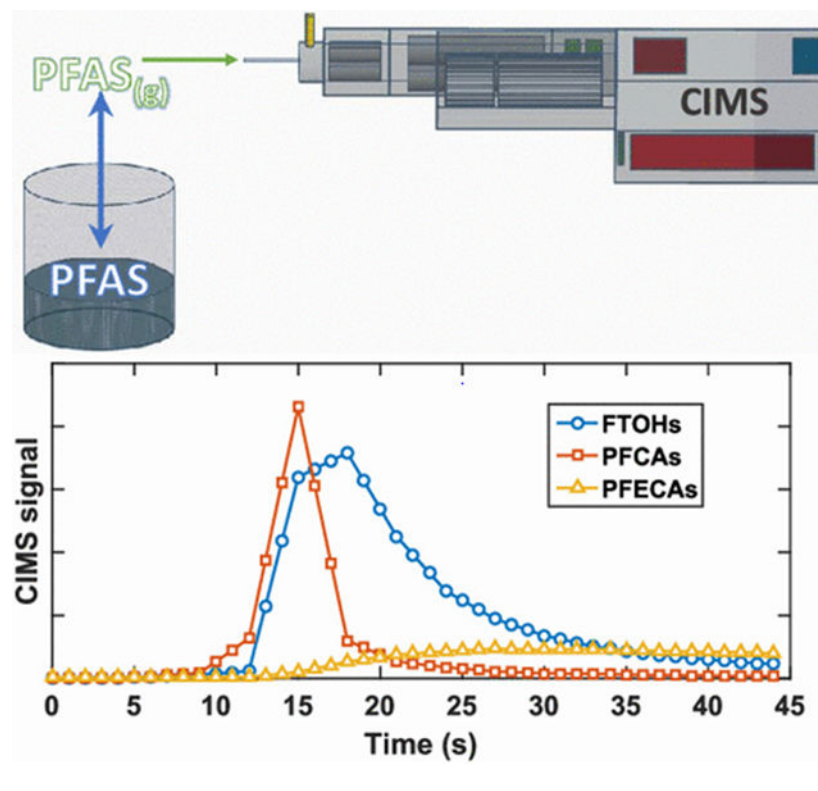 PFAS(g)
CIMS
PFAS
FTOHs
PFCAs
PFECAs
CIMS signal
0 5 10 15 20 25 30 35 40 45
Time (s)